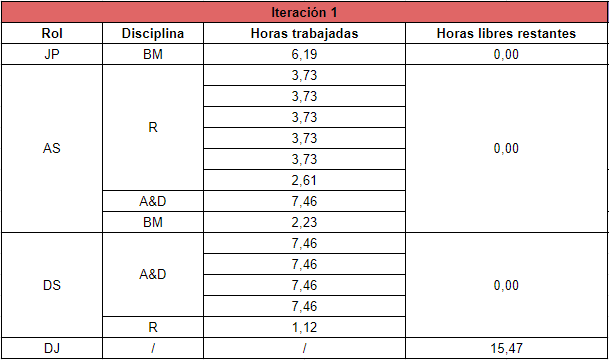 Iteración 1
Rol Disciplina Horas trabajadas Horas libres restantes
JP BM 6,19 0,00
AS R 3,73 0,00
3,73
3,73
3,73
3,73
2,61
A&D 7,46
BM 2,23
DS A&D 7,46 0,00
7,46
7,46
7,46
R 1,12
DJ / / 15,47